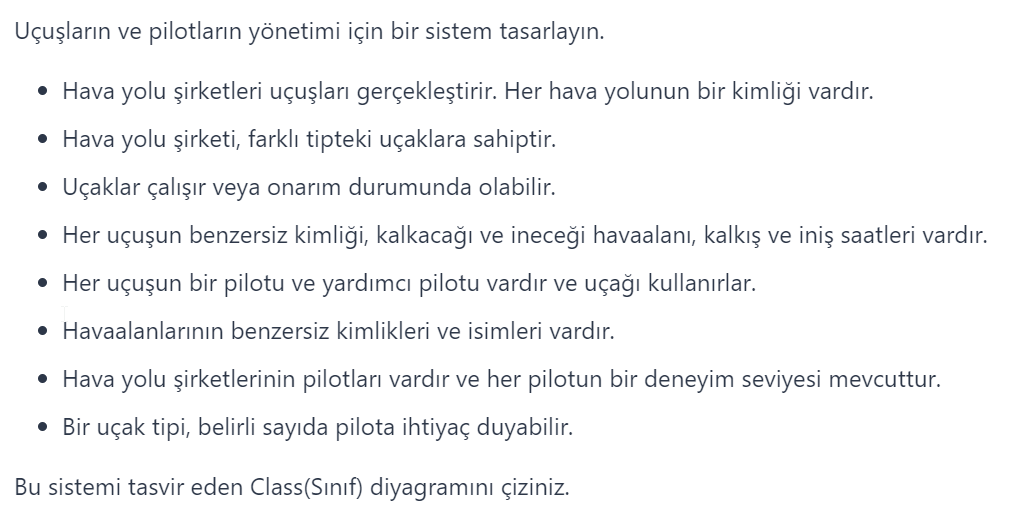 Uçuşların ve pilotların yönetimi için bir sistem tasarlayın.
• Hava yolu şirketleri uçuşları gerçekleştirir. Her hava yolunun bir kimliği vardır.
• Hava yolu şirketi, farklı tipteki uçaklara sahiptir.
• Uçaklar çalışır veya onarım durumunda olabilir.
• Her uçuşun benzersiz kimliği, kalkacağı ve ineceği havaalanı, kalkış ve iniş saatleri vardır.
• Her uçuşun bir pilotu ve yardımcı pilotu vardır ve uçağı kullanırlar.
• Havaalanlarının benzersiz kimlikleri ve isimleri vardır.
• Hava yolu şirketlerinin pilotları vardır ve her pilotun bir deneyim seviyesi mevcuttur.
• Bir uçak tipi, belirli sayıda pilota ihtiyaç duyabilir.
Bu sistemi tasvir eden Class(Sınıf) diyagramını çiziniz.